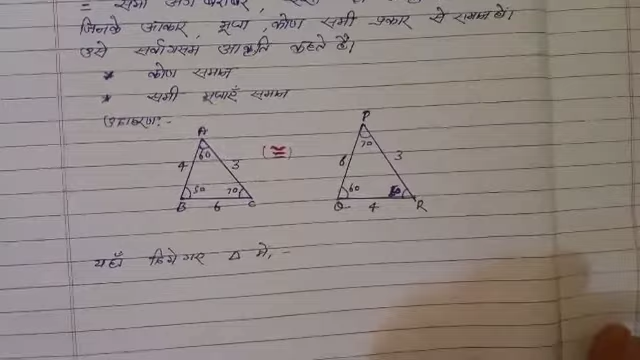 जिनके आकार, भुजा, कोण सभी प्रकार से समान हो।
उसे सर्वांगसम आकृति कहते है।
* कोण समान
* सभी भुजाएँ समान
उदाहरण:-
A P
60 70
4 3 (≅) 6 3
50 70 60
B 6 C Q 4 R
यहाँ दिये गए Δ में,-